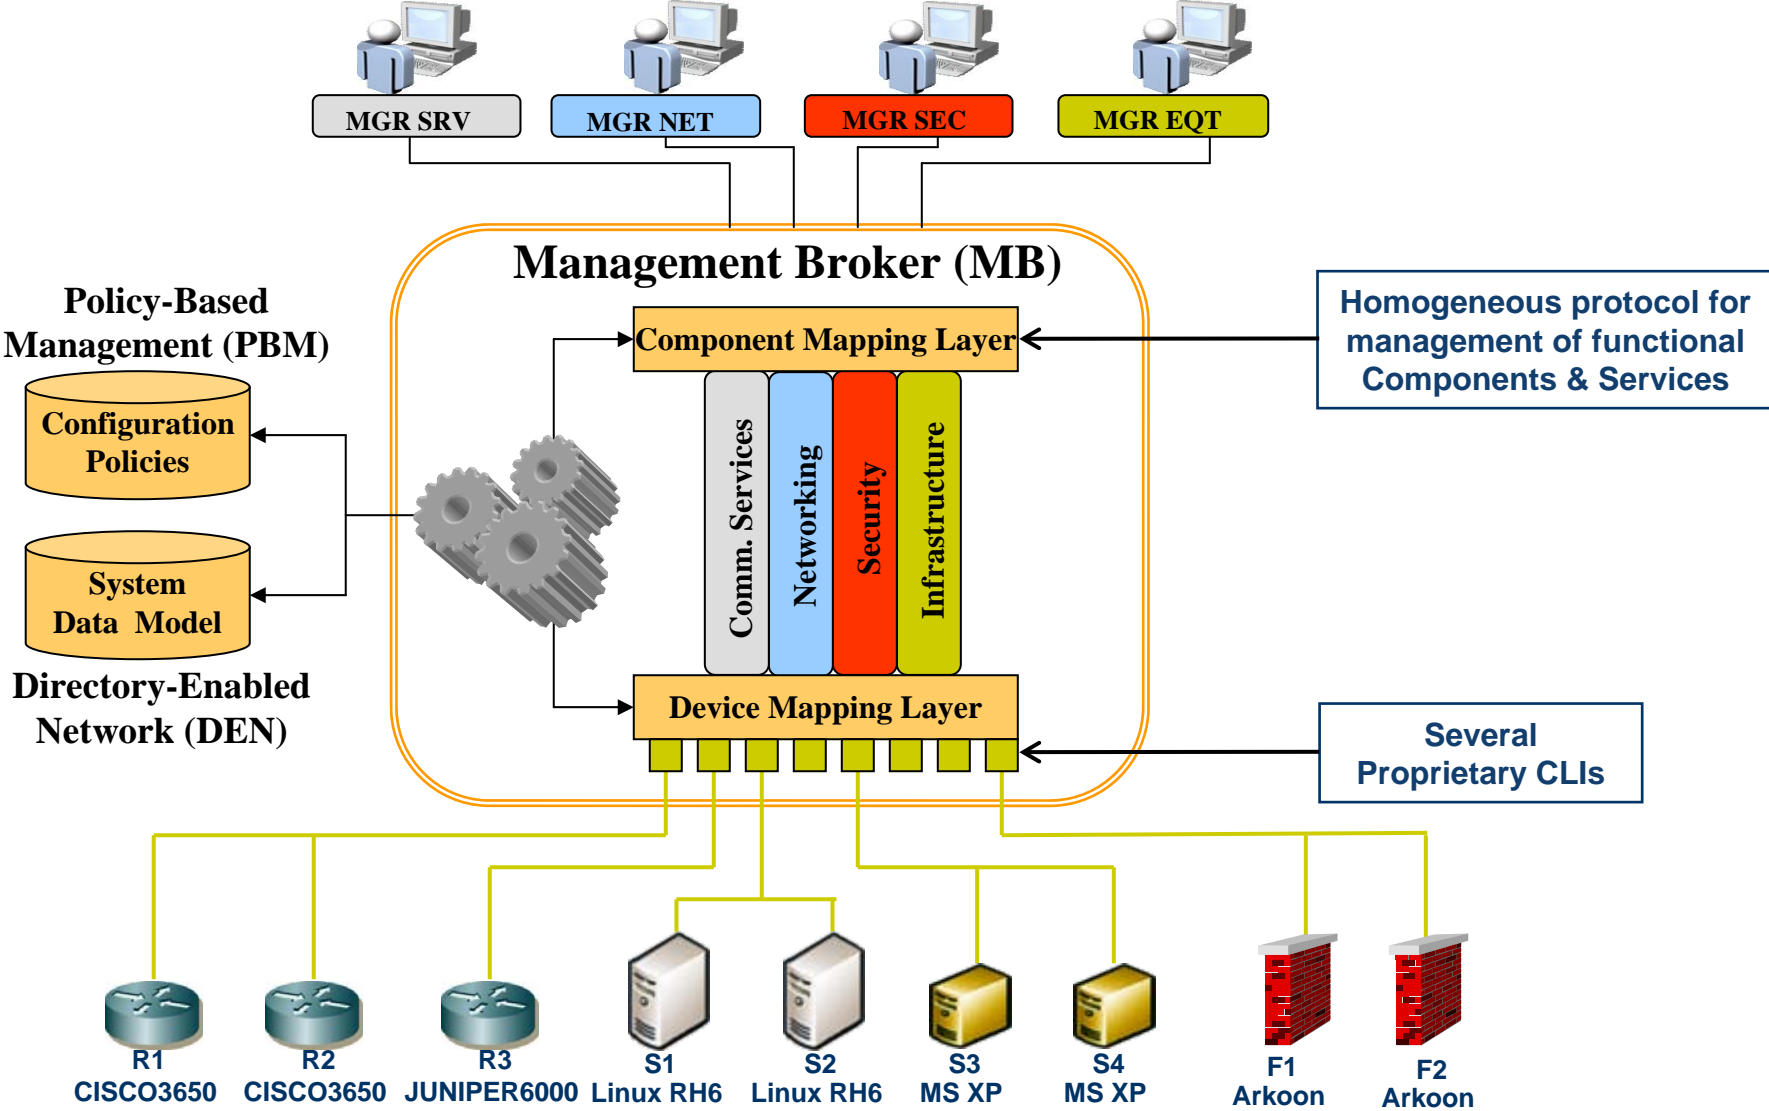 MGR SRV
MGR NET
MGR SEC
MGR EQT
Management Broker (MB)
Policy-Based
Management (PBM)
Configuration
Policies
System
Data Model
Directory-Enabled
Network (DEN)
Component Mapping Layer
Comm. Services
Networking
Security
Infrastructure
Device Mapping Layer
Homogeneous protocol for
management of functional
Components & Services
Several
Proprietary CLIs
R1
CISCO3650
R2
CISCO3650
R3
JUNIPER6000
S1
Linux RH6
S2
Linux RH6
S3
MS XP
S4
MS XP
F1
Arkoon
F2
Arkoon